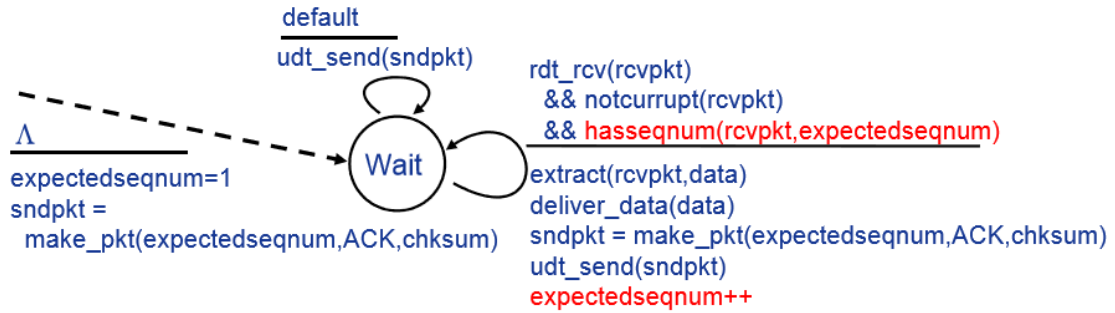 default
udt_send(sndpkt)
rdt_rcv(rcvpkt)
&& notcurrupt(rcvpkt)
&& hasseqnum(rcvpkt,expectedseqnum)
Λ
Wait
expectedseqnum=1
sndpkt =
make_pkt(expectedseqnum,ACK,chksum)
extract(rcvpkt,data)
deliver_data(data)
sndpkt = make_pkt(expectedseqnum,ACK,chksum)
udt_send(sndpkt)
expectedseqnum++